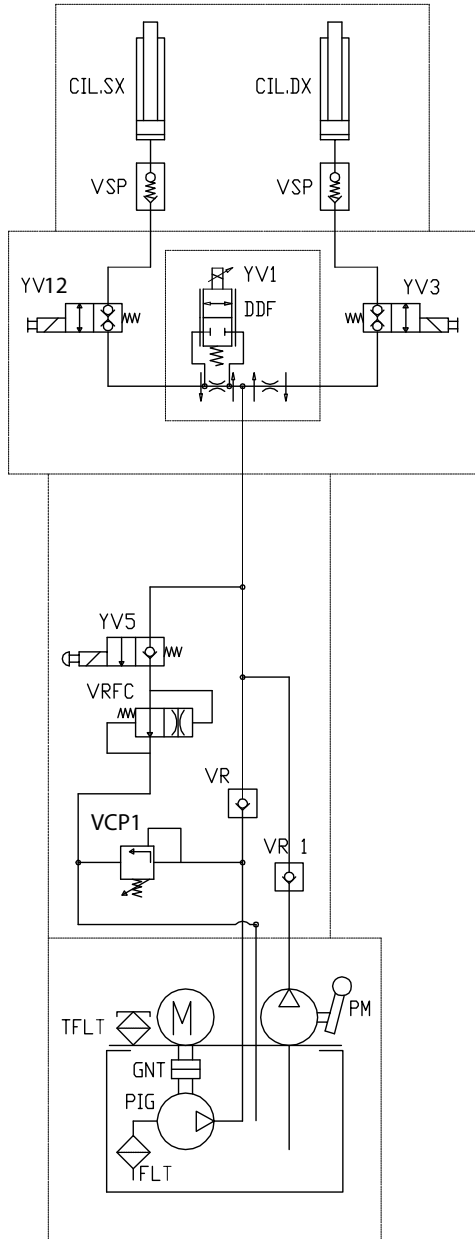 CIL.SX
CIL.DX
VSP
VSP
YV12
YV1
YV3
DDF
YV5
VRFC
VR
VCP1
VR 1
TFLT
M
PM
GNT
PIG
FLT